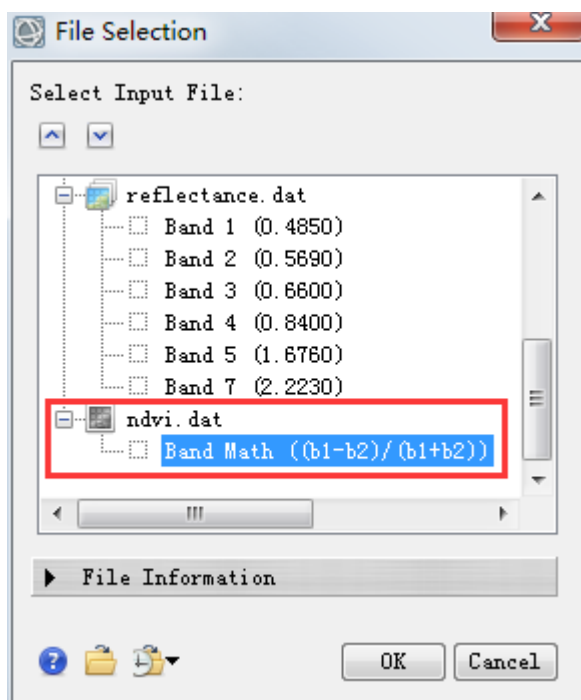 File Selection
Select Input File:
reflectance.dat
Band 1 (0.4850)
Band 2 (0.5690)
Band 3 (0.6600)
Band 4 (0.8400)
Band 5 (1.6760)
Band 7 (2.2230)
ndvi.dat
Band Math ((b1-b2)/(b1+b2))
File Information
OK
Cancel